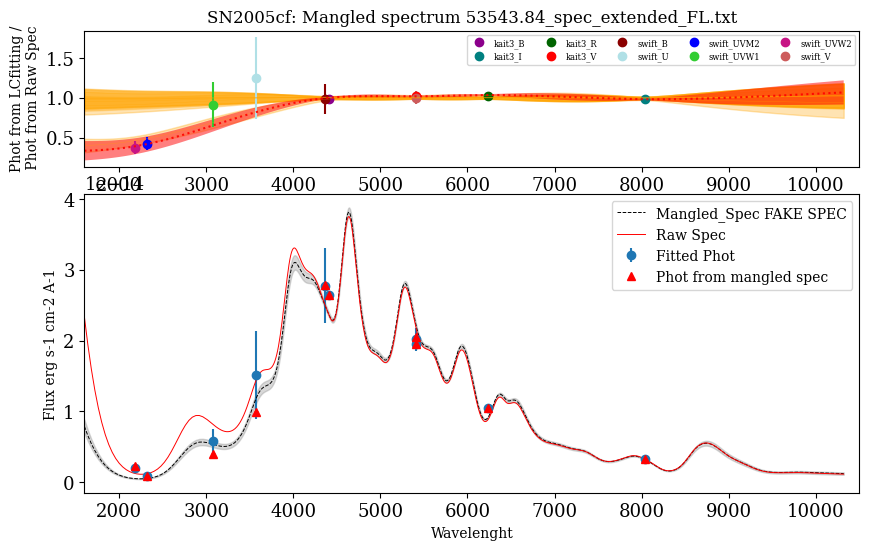 SN2005cf: Mangled spectrum 53543.84_spec_extended_FL.txt
Phot from LCfitting /
Phot from Raw Spec
1.5
1.0
0.5
kait3_B kait3_R swift_B swift_UVM2 swift_UVW2
kait3_I kait3_V swift_U swift_UVW1 swift_V
2000 3000 4000 5000 6000 7000 8000 9000 10000
1e−14
Flux erg s-1 cm-2 A-1
4
3
2
1
0
Mangled_Spec FAKE SPEC
Raw Spec
Fitted Phot
Phot from mangled spec
2000 3000 4000 5000 6000 7000 8000 9000 10000
Wavelenght